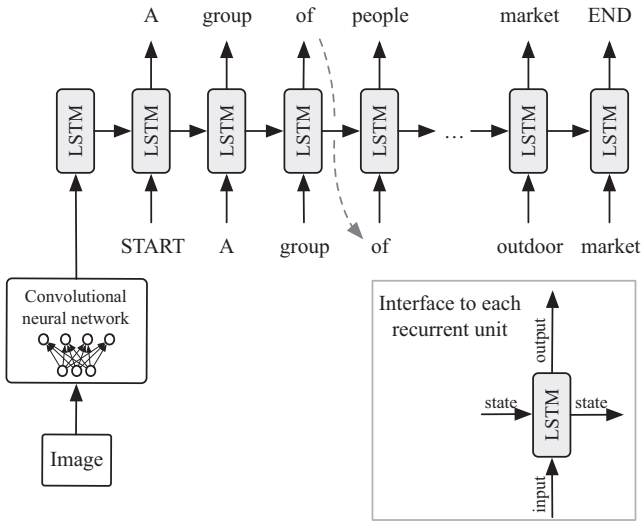 A group of people market END
LSTM LSTM LSTM LSTM LSTM ... LSTM LSTM
START A group of outdoor market
Convolutional
neural network
Image
Interface to each
recurrent unit
output
state LSTM state
input